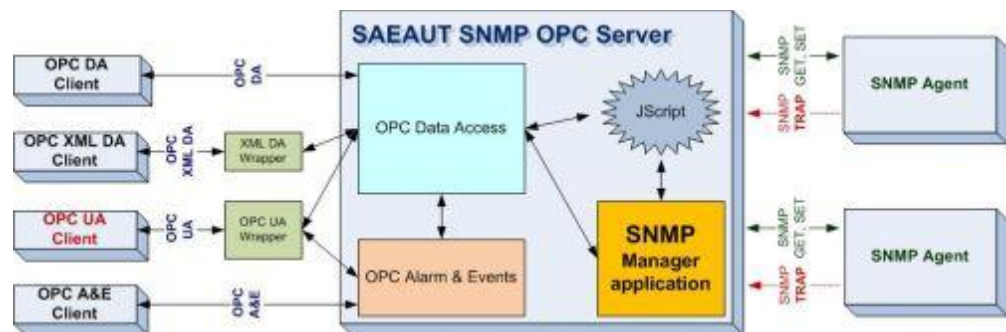 SAEAUT SNMP OPC Server
OPC DA
Client
OPC
DA
OPC Data Access
JScript
SNMP
GET, SET
SNMP
TRAP
SNMP Agent
OPC XML DA
Client
OPC
XML DA
XML DA
Wrapper
OPC UA
Client
OPC
UA
OPC UA
Wrapper
OPC Alarm & Events
SNMP
Manager
application
SNMP
GET, SET
SNMP
TRAP
SNMP Agent
OPC A&E
Client
OPC
A&E